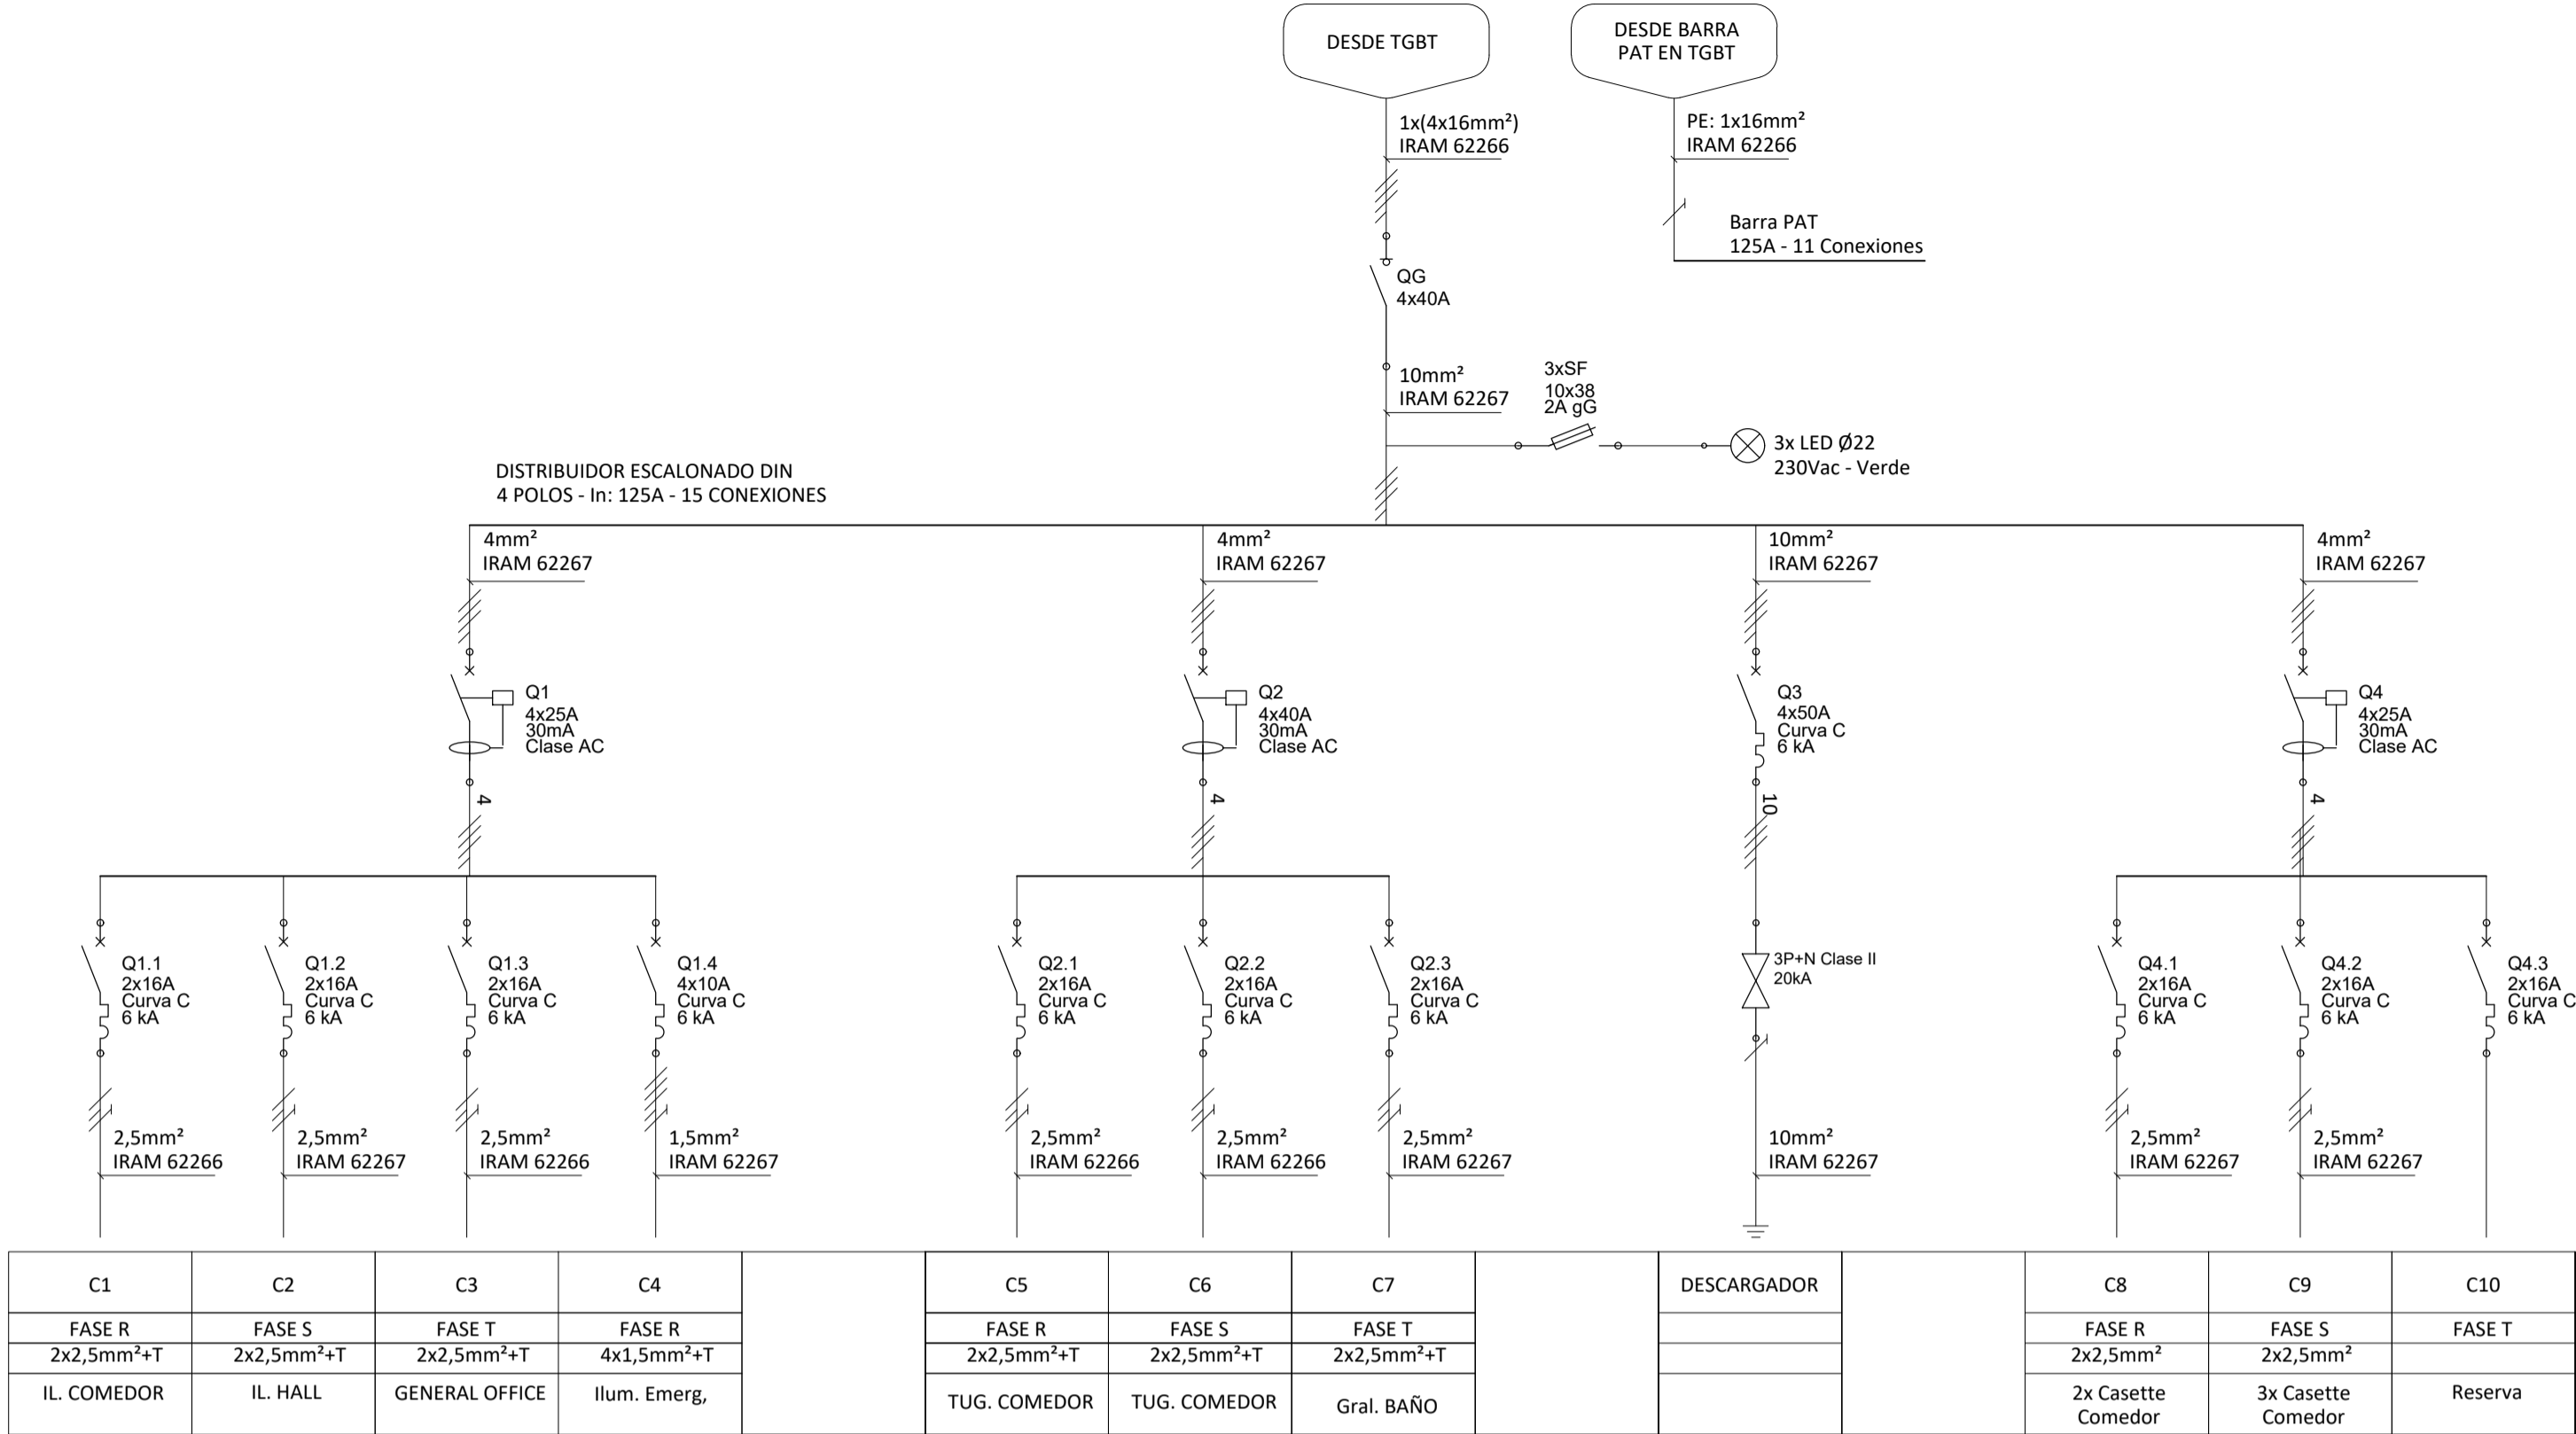 DESDE TGBT
DESDE BARRA
PAT EN TGBT
1x(4x16mm²)
IRAM 62266
PE: 1x16mm²
IRAM 62266
Barra PAT
125A - 11 Conexiones
QG
4x40A
10mm²
IRAM 62267
3xSF
10x38
2A gG
3x LED Ø22
230Vac - Verde
DISTRIBUIDOR ESCALONADO DIN
4 POLOS - In: 125A - 15 CONEXIONES
4mm²
IRAM 62267
4mm²
IRAM 62267
10mm²
IRAM 62267
4mm²
IRAM 62267
Q1
4x25A
30mA
Clase AC
4
Q2
4x40A
30mA
Clase AC
4
Q3
4x50A
Curva C
6 kA
10
Q4
4x25A
30mA
Clase AC
4
Q1.1
2x16A
Curva C
6 kA
Q1.2
2x16A
Curva C
6 kA
Q1.3
2x16A
Curva C
6 kA
Q1.4
4x10A
Curva C
6 kA
Q2.1
2x16A
Curva C
6 kA
Q2.2
2x16A
Curva C
6 kA
Q2.3
2x16A
Curva C
6 kA
3P+N Clase II
20kA
Q4.1
2x16A
Curva C
6 kA
Q4.2
2x16A
Curva C
6 kA
Q4.3
2x16A
Curva C
6 kA
2,5mm²
IRAM 62266
2,5mm²
IRAM 62267
2,5mm²
IRAM 62266
1,5mm²
IRAM 62267
2,5mm²
IRAM 62266
2,5mm²
IRAM 62266
2,5mm²
IRAM 62267
10mm²
IRAM 62267
2,5mm²
IRAM 62267
2,5mm²
IRAM 62267
C1 C2 C3 C4 C5 C6 C7 DESCARGADOR C8 C9 C10
FASE R FASE S FASE T FASE R FASE R FASE S FASE T FASE R FASE S FASE T
2x2,5mm²+T 2x2,5mm²+T 2x2,5mm²+T 4x1,5mm²+T 2x2,5mm²+T 2x2,5mm²+T 2x2,5mm²+T 2x2,5mm² 2x2,5mm²
IL. COMEDOR IL. HALL GENERAL OFFICE Ilum. Emerg, TUG. COMEDOR TUG. COMEDOR Gral. BAÑO 2x Casette 3x Casette Reserva
Comedor Comedor